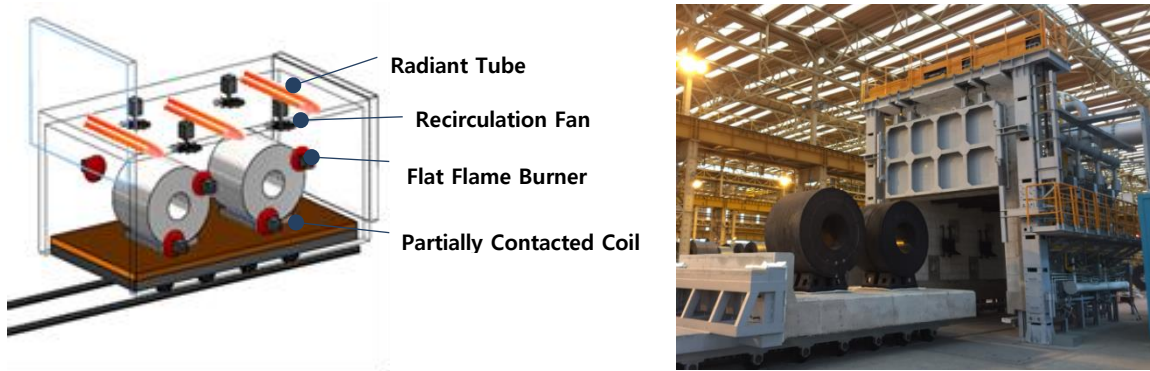 Radiant Tube
Recirculation Fan
Flat Flame Burner
Partially Contacted Coil